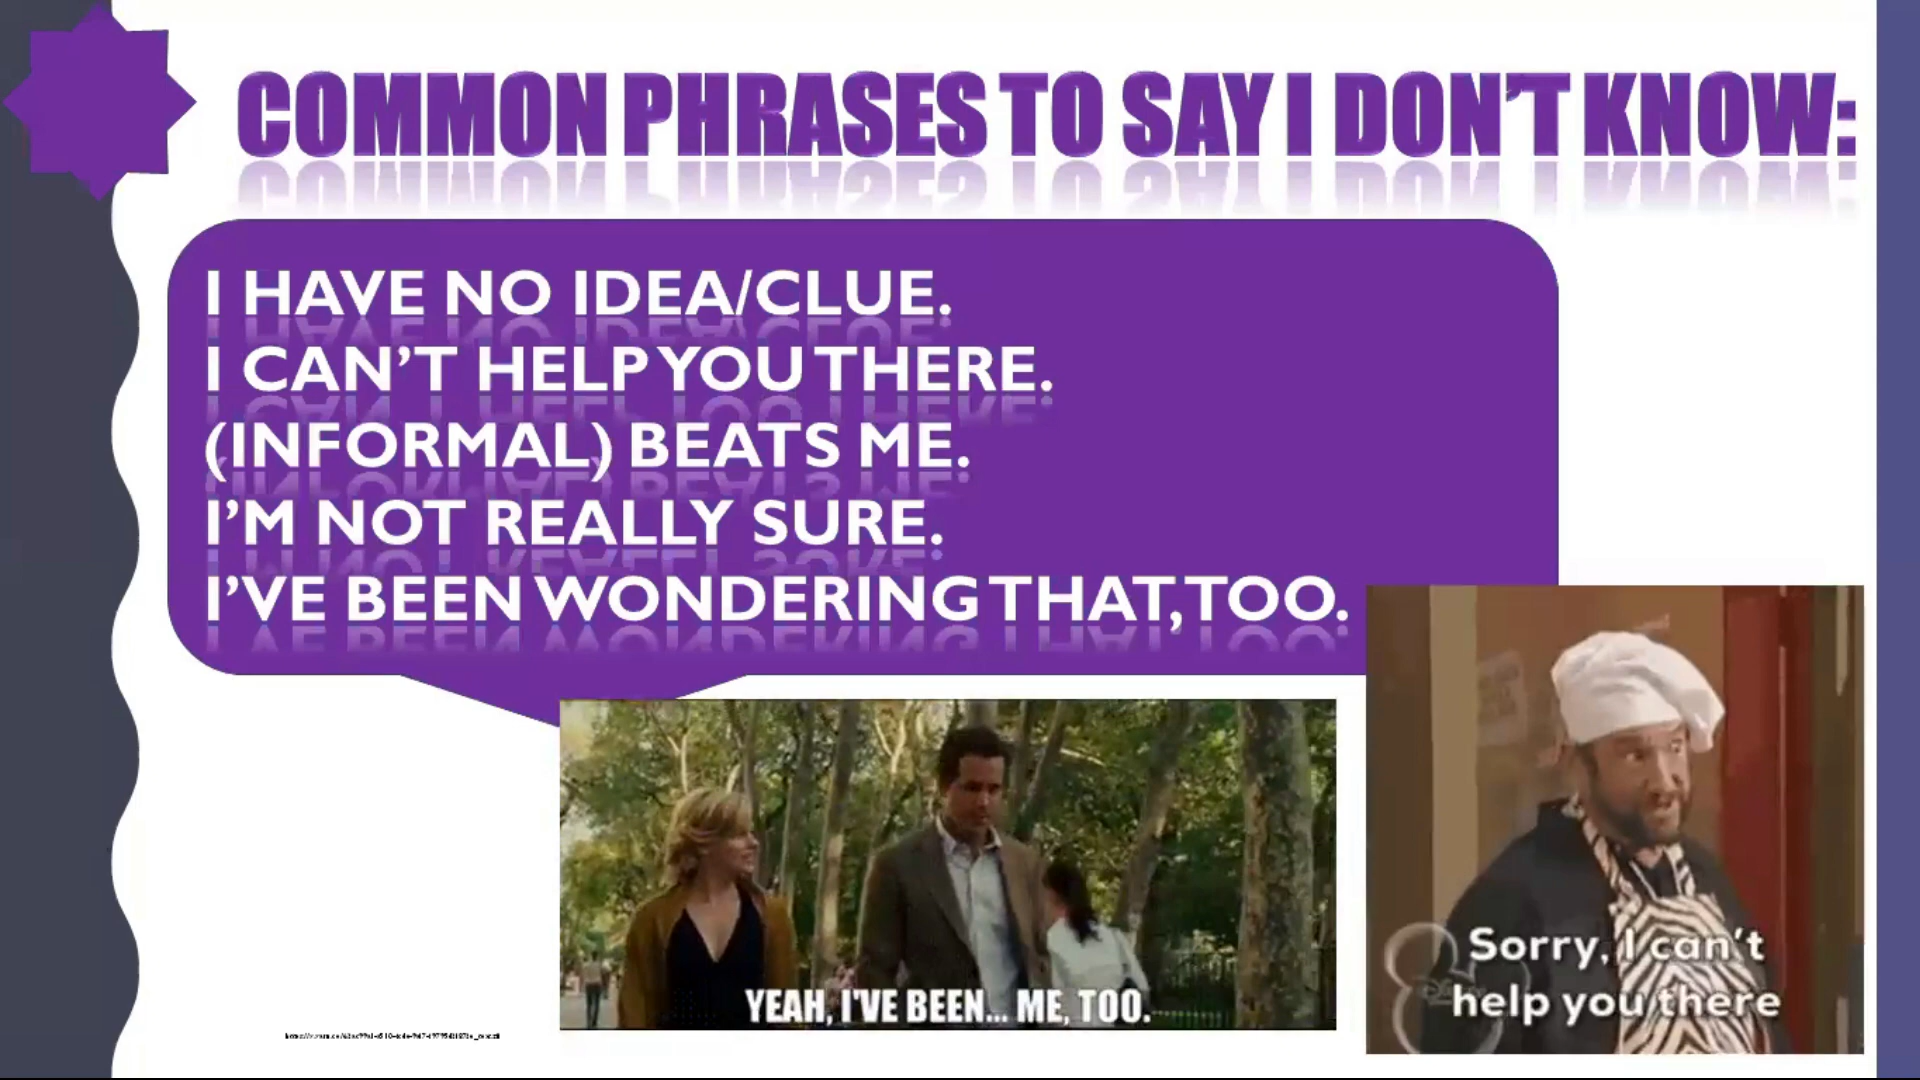 COMMON PHRASES TO SAY I DON'T KNOW:
I HAVE NO IDEA/CLUE.
I CAN'T HELP YOU THERE.
(INFORMAL) BEATS ME.
I'M NOT REALLY SURE.
I'VE BEEN WONDERING THAT, TOO.
YEAH, I'VE BEEN... ME, TOO.
Sorry, I can't
help you there